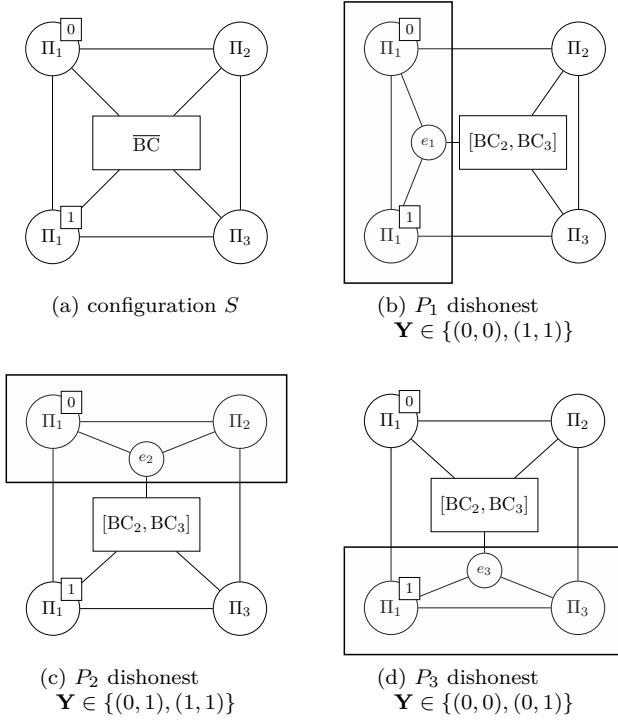 0
Π₁
Π₂
B̅C̅
1
Π₁
Π₃
(a) configuration S
0
Π₁
Π₂
e₁
[BC₂, BC₃]
1
Π₁
Π₃
(b) P₁ dishonest
Y ∈ {(0, 0), (1, 1)}
0
Π₁
Π₂
e₂
[BC₂, BC₃]
1
Π₁
Π₃
(c) P₂ dishonest
Y ∈ {(0, 1), (1, 1)}
0
Π₁
Π₂
[BC₂, BC₃]
e₃
1
Π₁
Π₃
(d) P₃ dishonest
Y ∈ {(0, 0), (0, 1)}